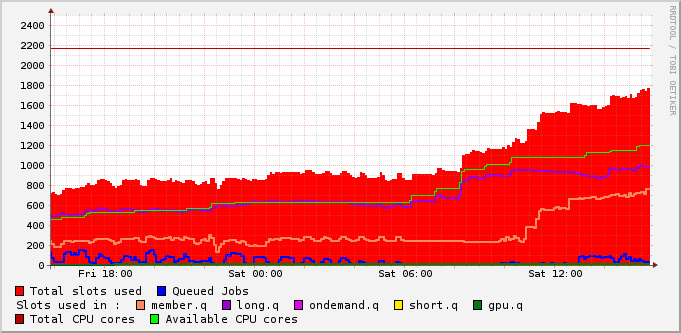 2400
2200
2000
1800
1600
1400
1200
1000
800
600
400
200
0
Fri 18:00 Sat 00:00 Sat 06:00 Sat 12:00
Total slots used Queued Jobs
Slots used in : member.q long.q ondemand.q short.q gpu.q
Total CPU cores Available CPU cores
RRDTOOL / TOBI OETIKER